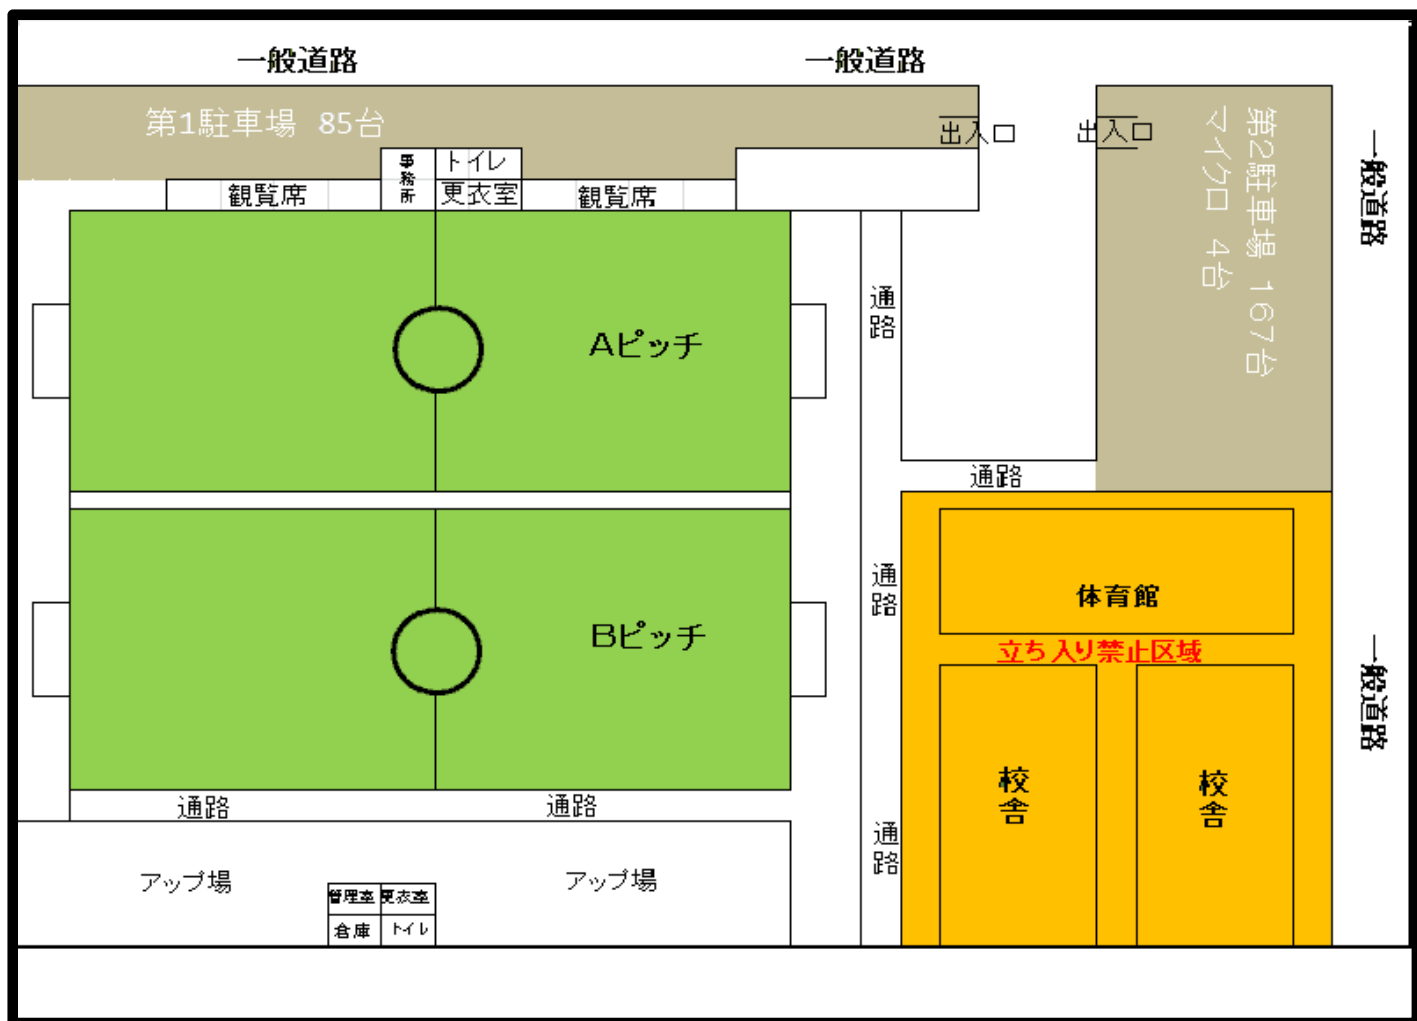 一般道路
一般道路
第1駐車場 85台
出入口
出入口
第2駐車場 167台
マイクロ 4台
一般道路
事務所
トイレ
更衣室
観覧席
観覧席
通路
Aピッチ
通路
通路
体育館
Bピッチ
立ち入り禁止区域
一般道路
校舎
校舎
通路
通路
通路
アップ場
アップ場
管理室
更衣室
倉庫
トイレ